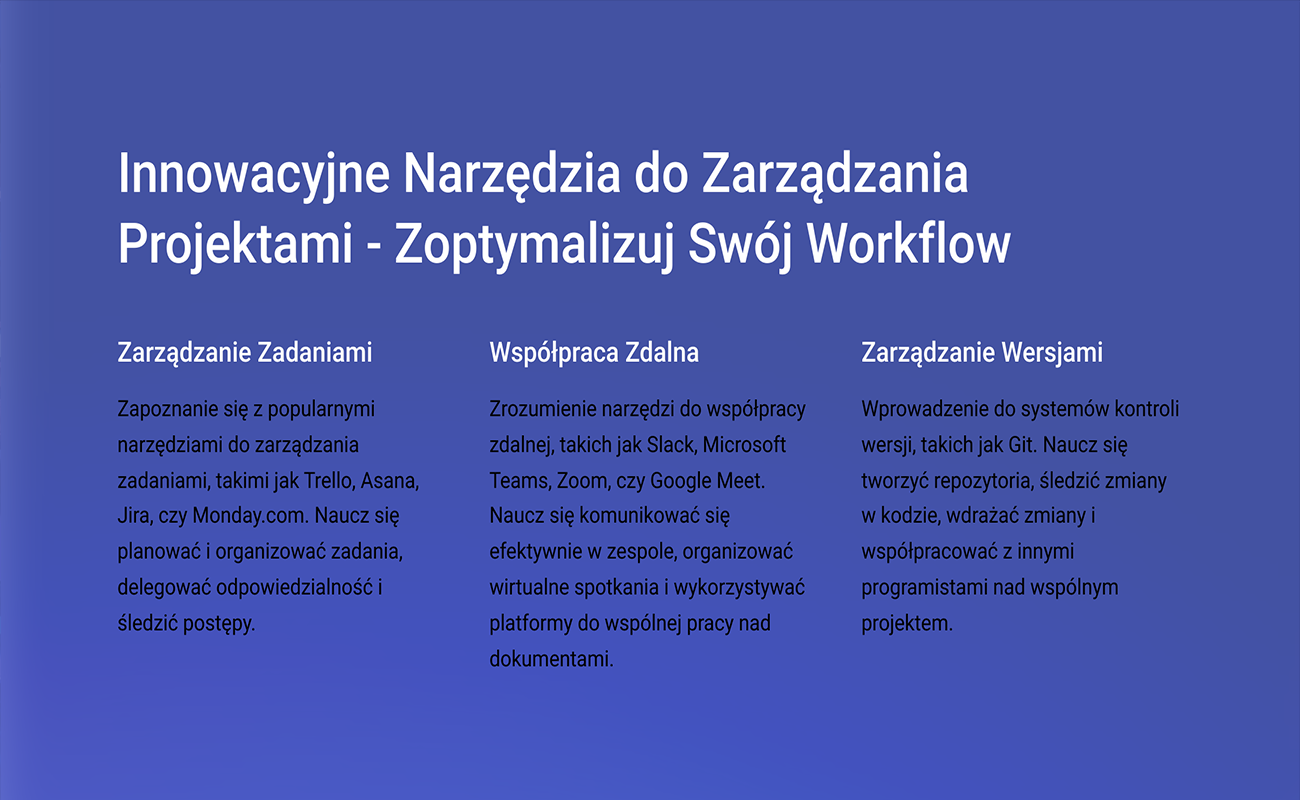 Innowacyjne Narzędzia do Zarządzania
Projektami - Zoptymalizuj Swój Workflow
Zarządzanie Zadaniami
Zapoznanie się z popularnymi
narzędziami do zarządzania
zadaniami, takimi jak Trello, Asana,
Jira, czy Monday.com. Naucz się
planować i organizować zadania,
delegować odpowiedzialność i
śledzić postępy.
Współpraca Zdalna
Zrozumienie narzędzi do współpracy
zdalnej, takich jak Slack, Microsoft
Teams, Zoom, czy Google Meet.
Naucz się komunikować się
efektywnie w zespole, organizować
wirtualne spotkania i wykorzystywać
platformy do wspólnej pracy nad
dokumentami.
Zarządzanie Wersjami
Wprowadzenie do systemów kontroli
wersji, takich jak Git. Naucz się
tworzyć repozytoria, śledzić zmiany
w kodzie, wdrażać zmiany i
współpracować z innymi
programistami nad wspólnym
projektem.